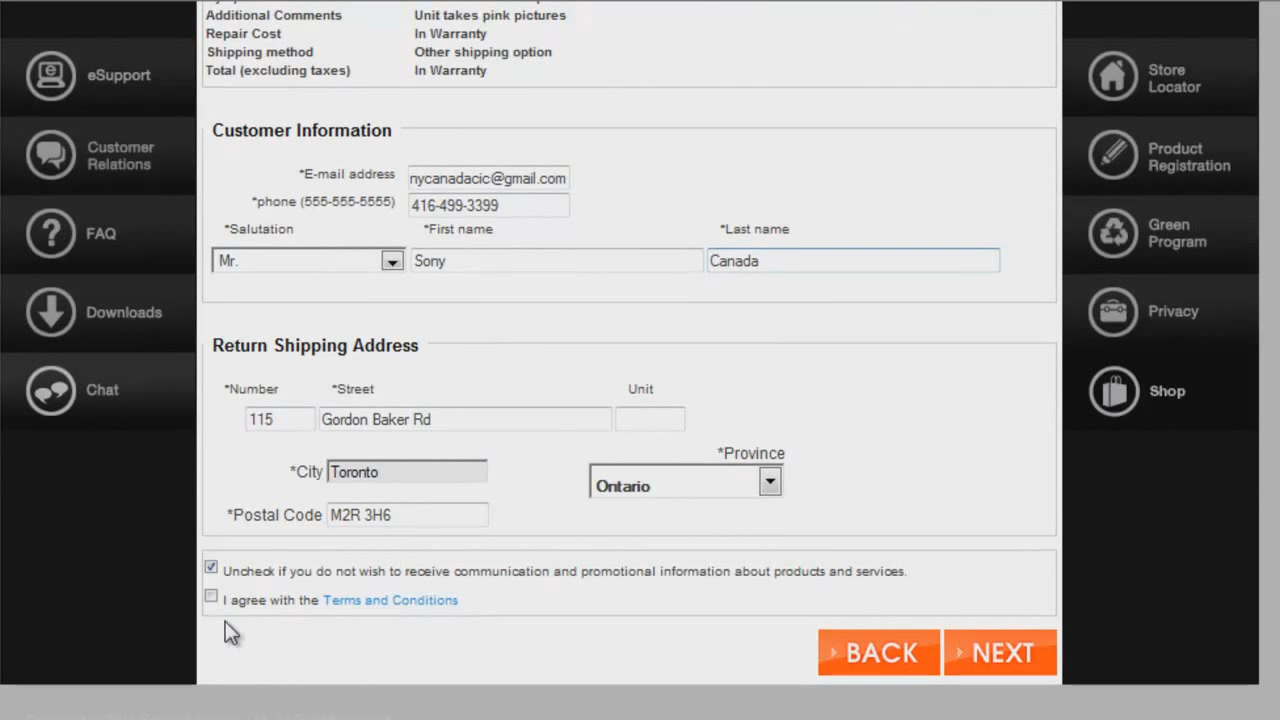 Additional Comments Unit takes pink pictures
Repair Cost In Warranty
Shipping method Other shipping option
Total (excluding taxes) In Warranty
eSupport
Customer
Relations
FAQ
Downloads
Chat
Customer Information
*E-mail address nycanadacic@gmail.com
*phone (555-555-5555) 416-499-3399
*Salutation *First name *Last name
Mr. Sony Canada
Return Shipping Address
*Number *Street Unit
115 Gordon Baker Rd
*Province
*City Toronto Ontario
*Postal Code M2R 3H6
Uncheck if you do not wish to receive communication and promotional information about products and services.
I agree with the Terms and Conditions
BACK NEXT
Store
Locator
Product
Registration
Green
Program
Privacy
Shop